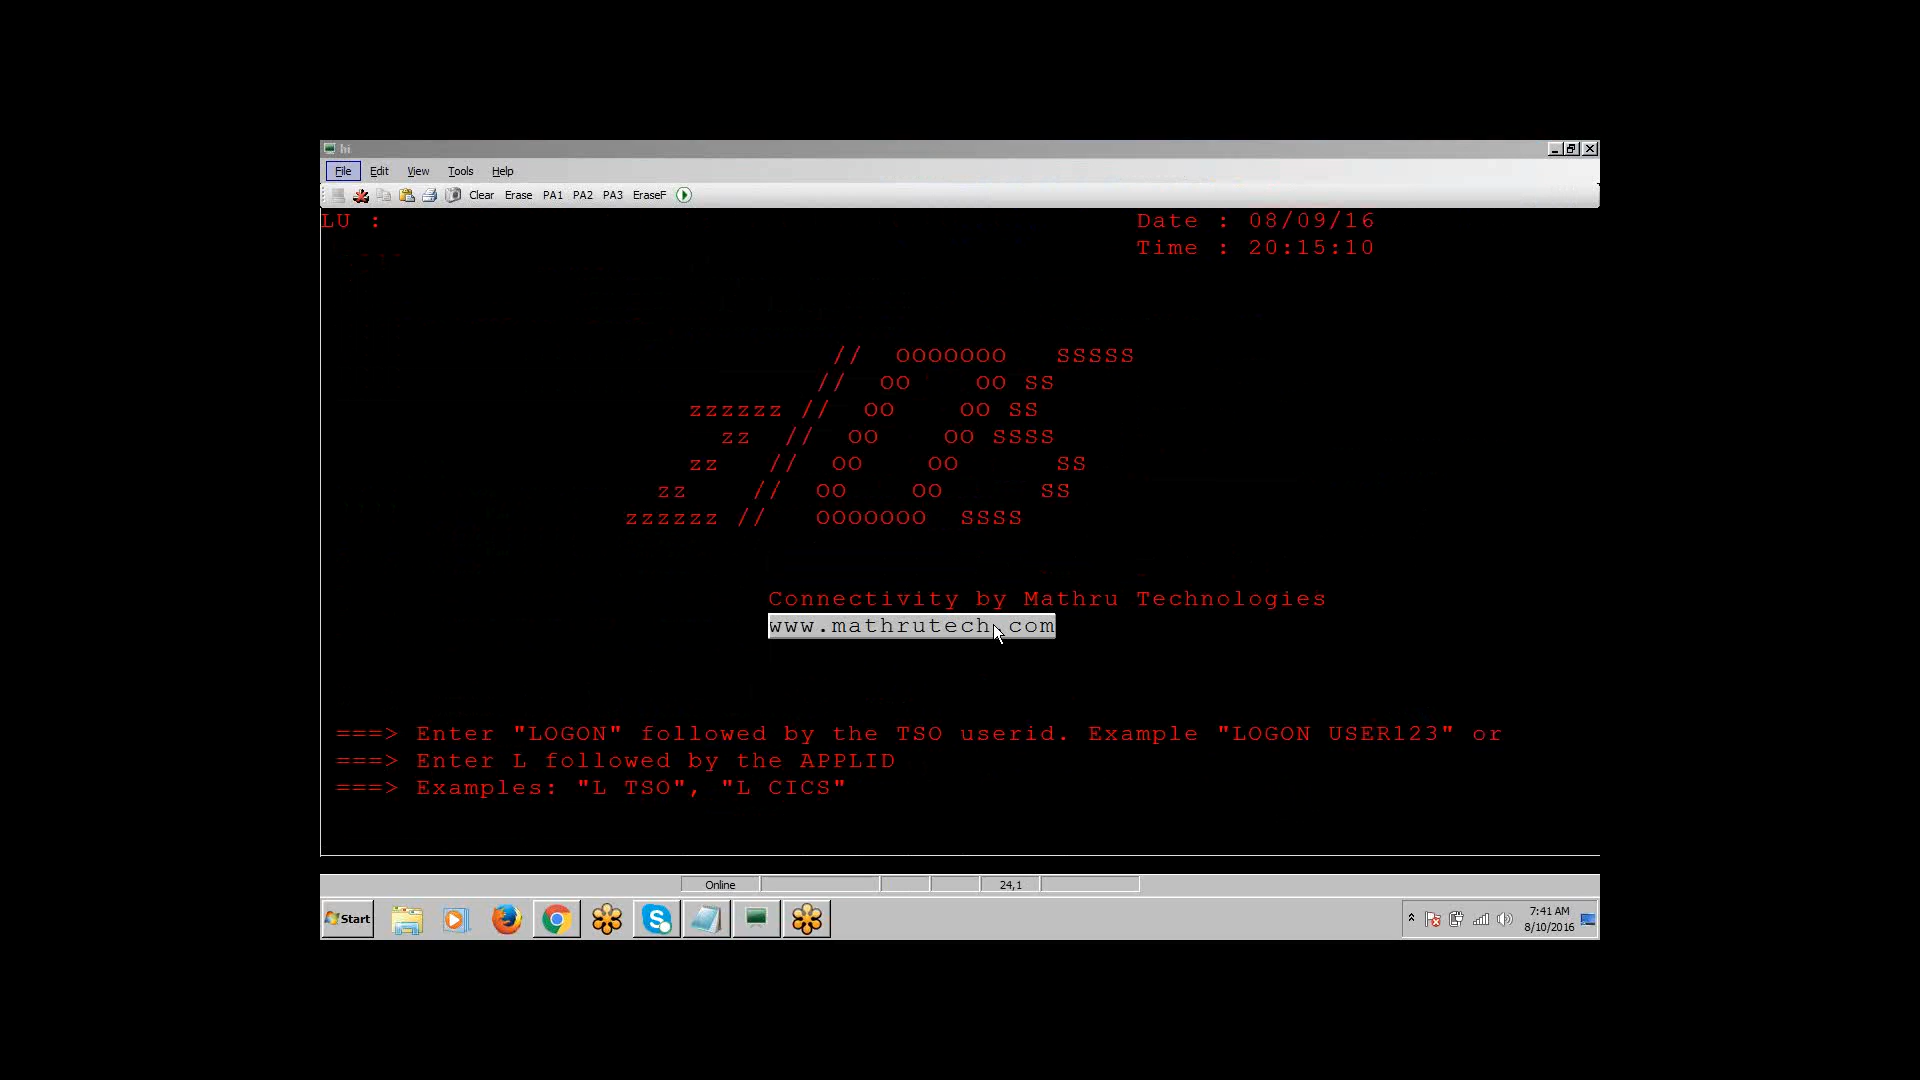 hi
File Edit View Tools Help
Clear Erase PA1 PA2 PA3 EraseF
LU : Date : 08/09/16
Time : 20:15:10
// OOOOOOO SSSSS
// OO OO SS
zzzzzz // OO OO SS
zz // OO OO SSSS
zz // OO OO SS
zz // OO OO SS
zzzzzz // OOOOOOO SSSS
Connectivity by Mathru Technologies
www.mathrutech.com
===> Enter "LOGON" followed by the TSO userid. Example "LOGON USER123" or
===> Enter L followed by the APPLID
===> Examples: "L TSO", "L CICS"
Online 24,1
Start 7:41 AM
8/10/2016